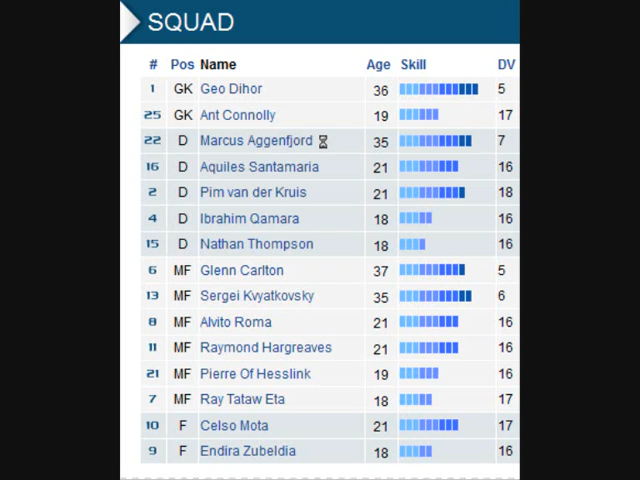 SQUAD
# Pos Name Age Skill DV
1 GK Geo Dihor 36 5
25 GK Ant Connolly 19 17
22 D Marcus Aggenfjord 35 7
16 D Aquiles Santamaria 21 16
2 D Pim van der Kruis 21 18
4 D Ibrahim Qamara 18 16
15 D Nathan Thompson 18 16
6 MF Glenn Carlton 37 5
13 MF Sergei Kvyatkovsky 35 6
8 MF Alvito Roma 21 16
11 MF Raymond Hargreaves 21 16
21 MF Pierre Of Hesslink 19 16
7 MF Ray Tataw Eta 18 17
10 F Celso Mota 21 17
9 F Endira Zubeldia 18 16